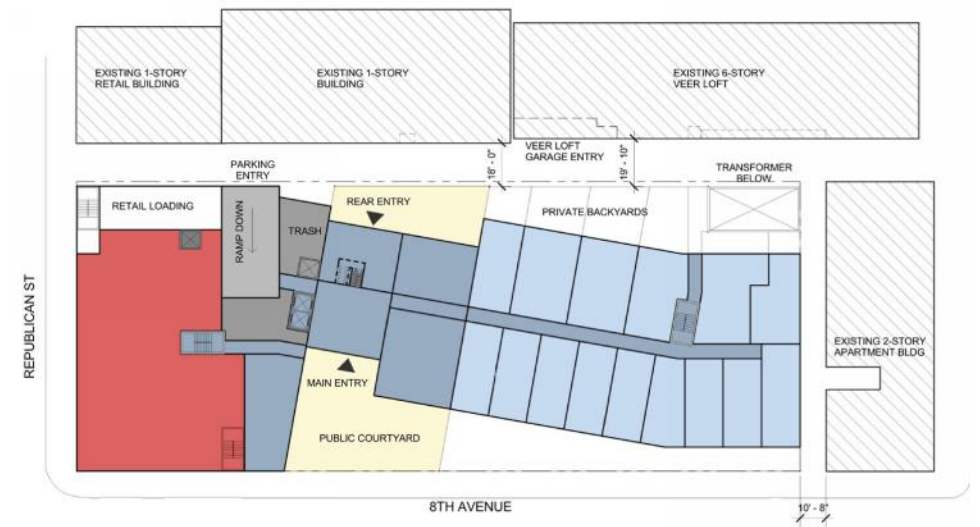 EXISTING 1-STORY
RETAIL BUILDING
EXISTING 1-STORY
BUILDING
EXISTING 6-STORY
VEER LOFT
VEER LOFT
GARAGE ENTRY
18' - 0"
19' - 10"
PARKING
ENTRY
TRANSFORMER
BELOW
RETAIL LOADING
RAMP DOWN
TRASH
REAR ENTRY
PRIVATE BACKYARDS
REPUBLICAN ST
EXISTING 2-STORY
APARTMENT BLDG
MAIN ENTRY
PUBLIC COURTYARD
8TH AVENUE
10' - 8"